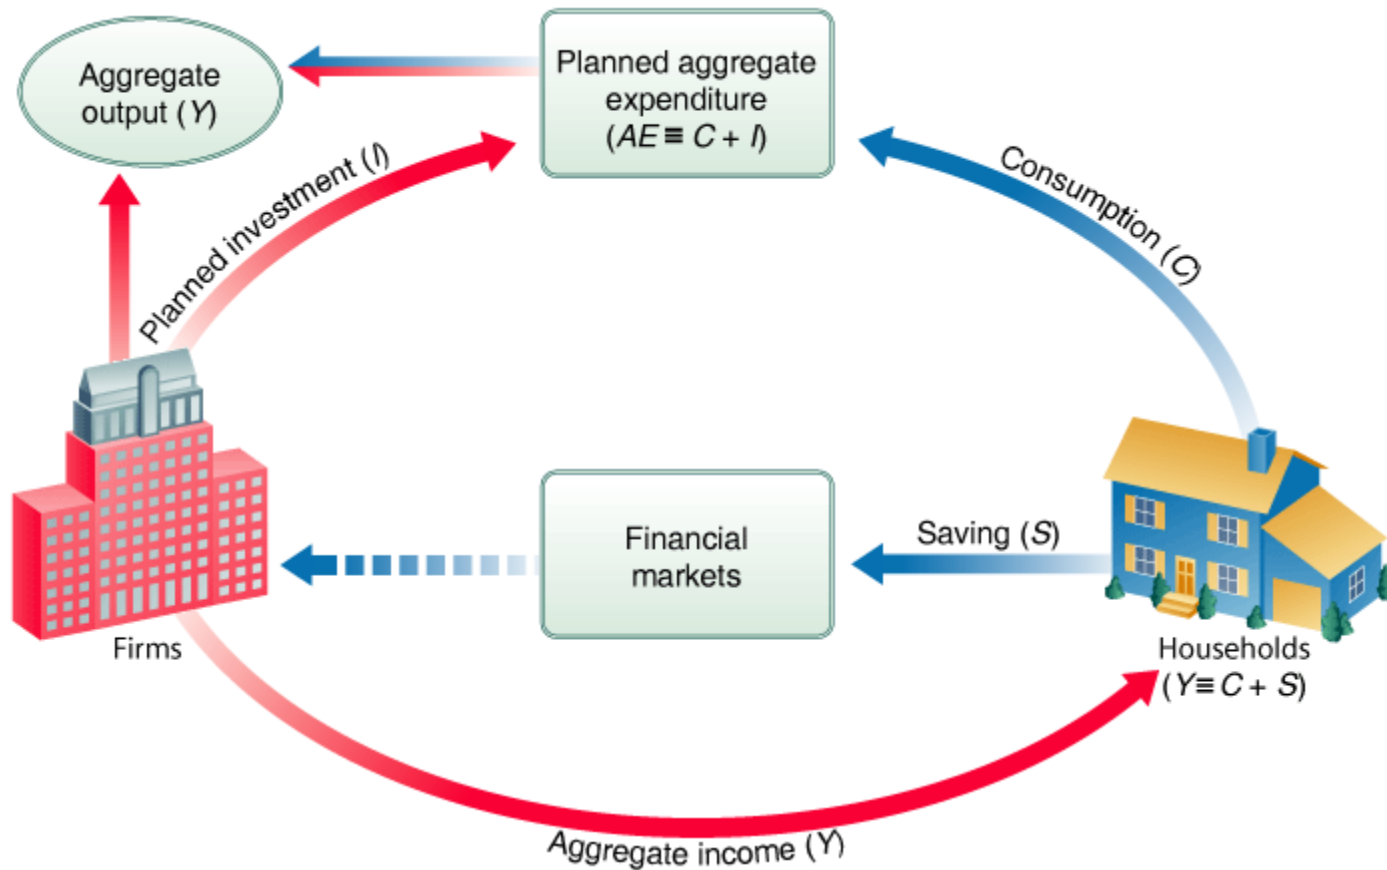 Aggregate
output (Y)
Planned aggregate
expenditure
(AE ≡ C + I)
Planned investment (I)
Consumption (C)
Financial
markets
Saving (S)
Firms
Households
(Y≡ C + S)
Aggregate income (Y)